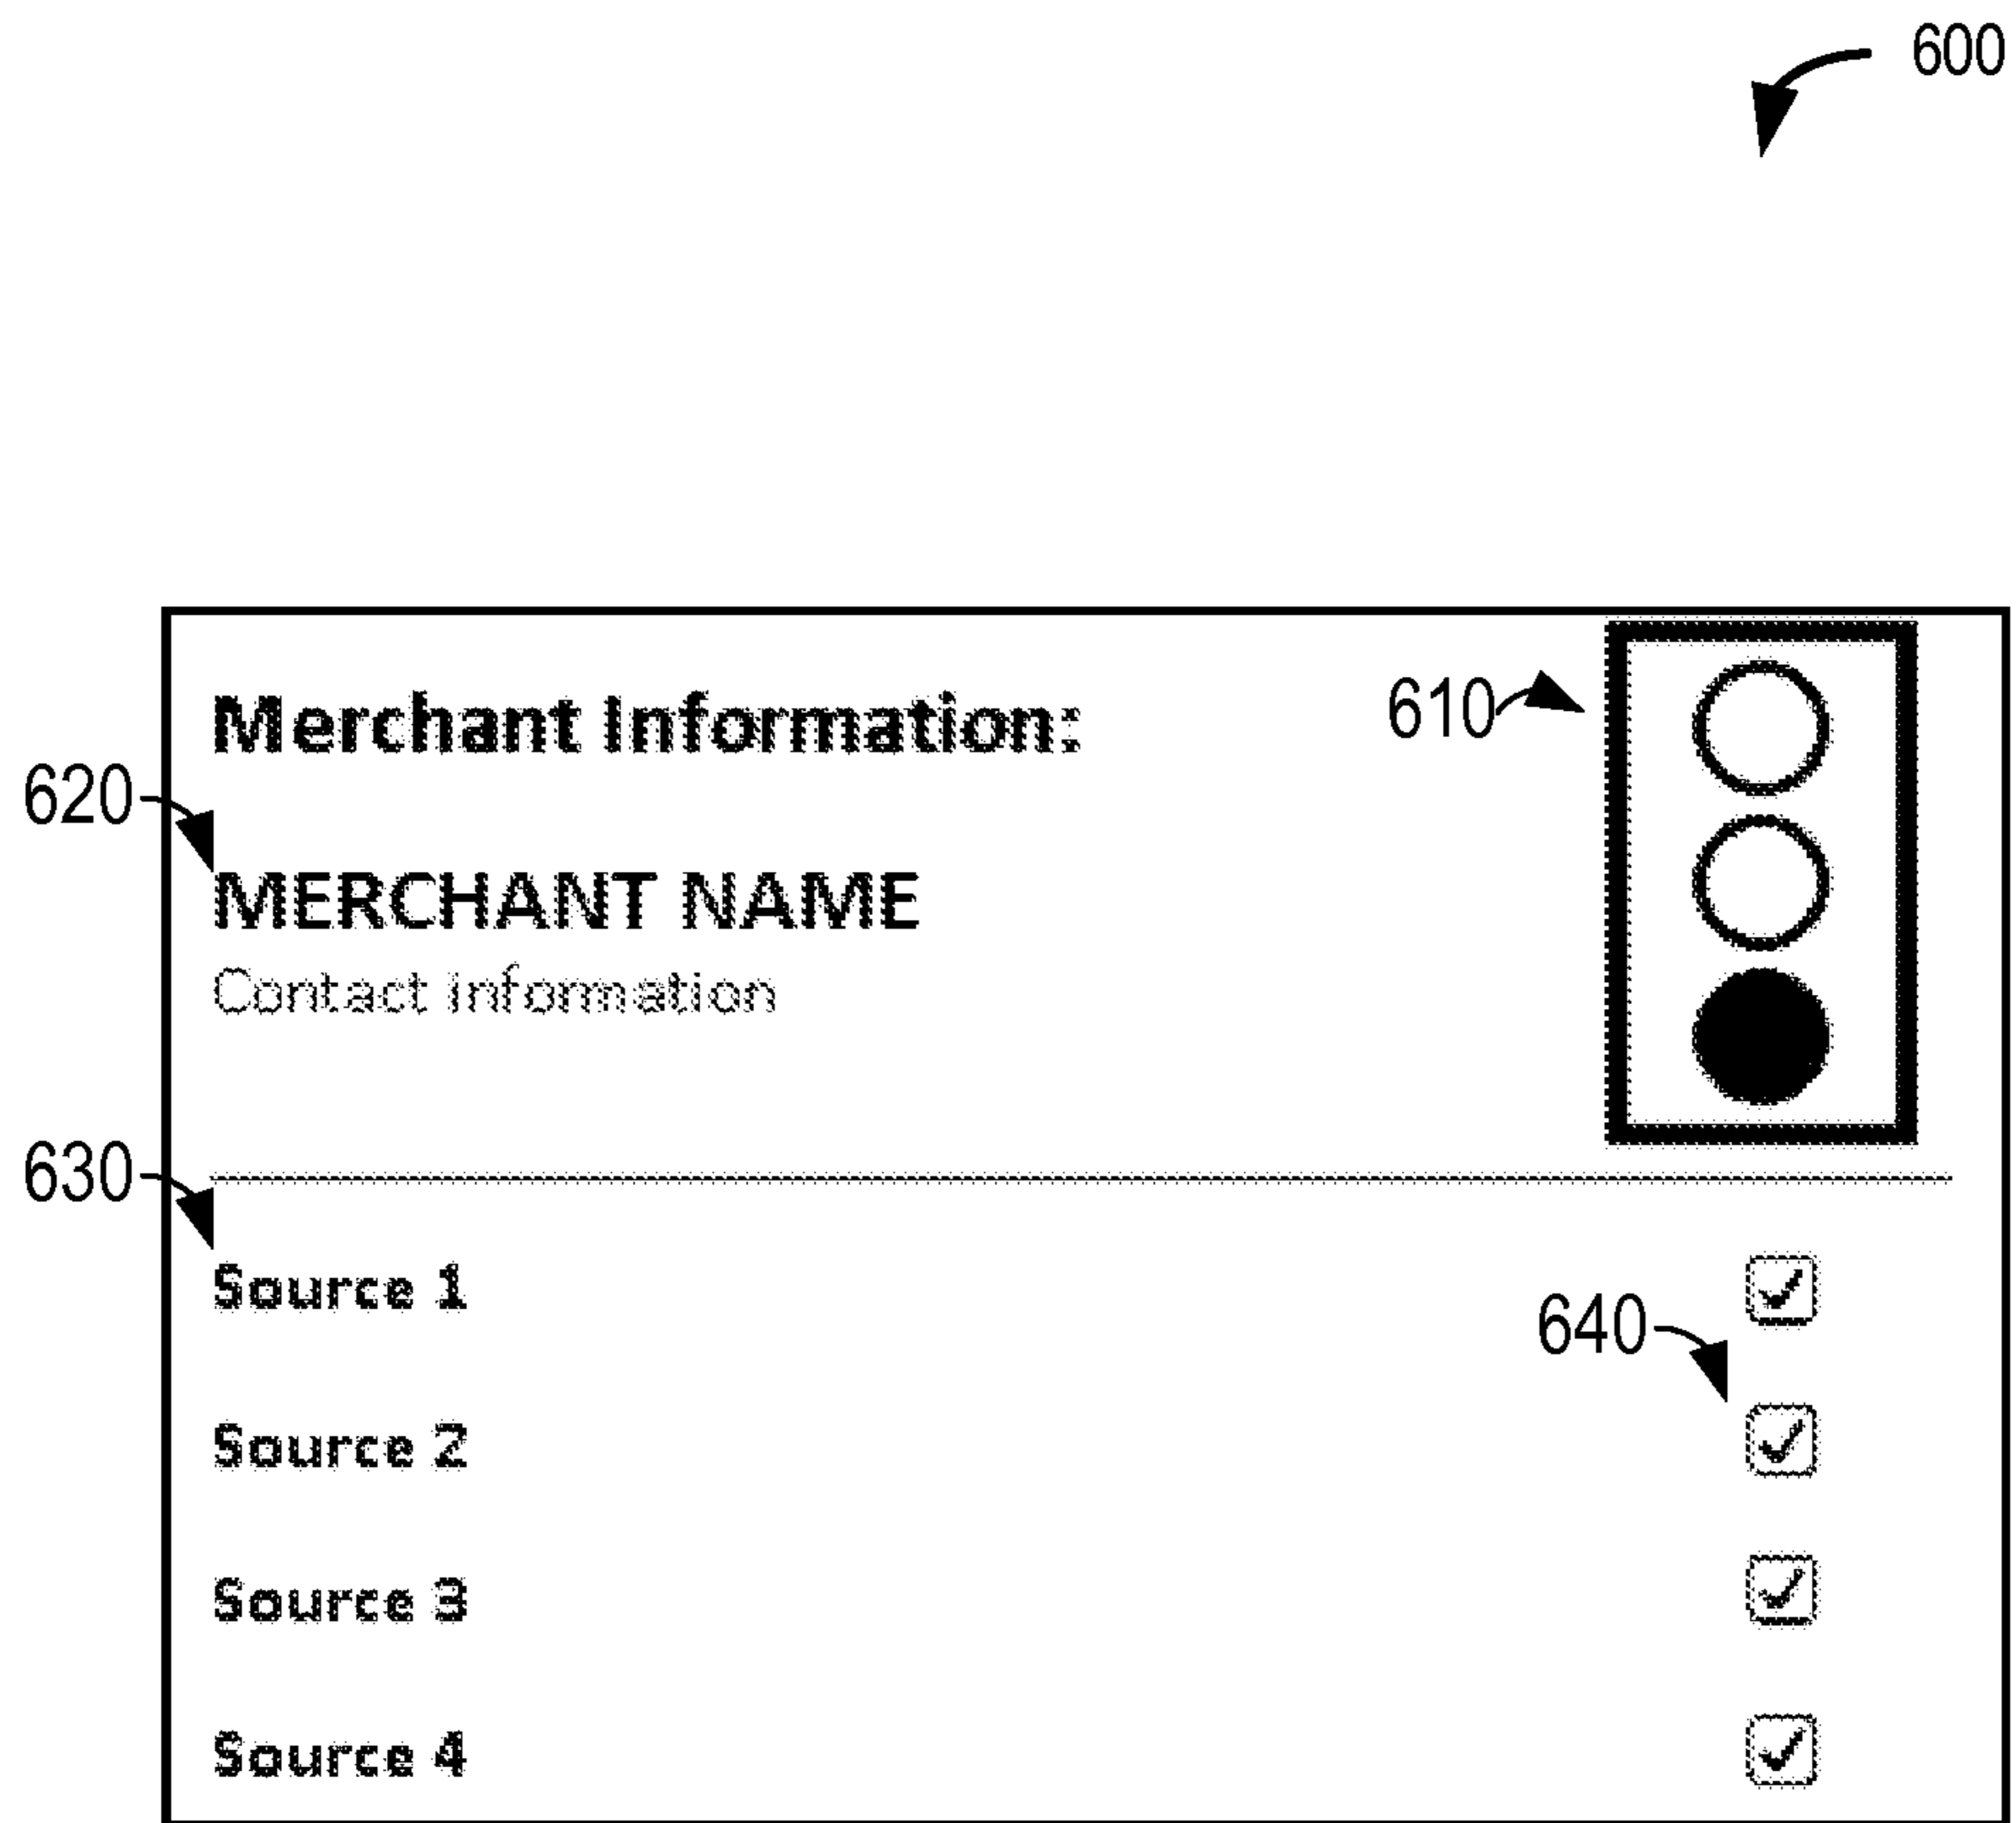 600
Merchant Information:
610
620
MERCHANT NAME
Contact Information
630
Source 1
640
Source 2
Source 3
Source 4